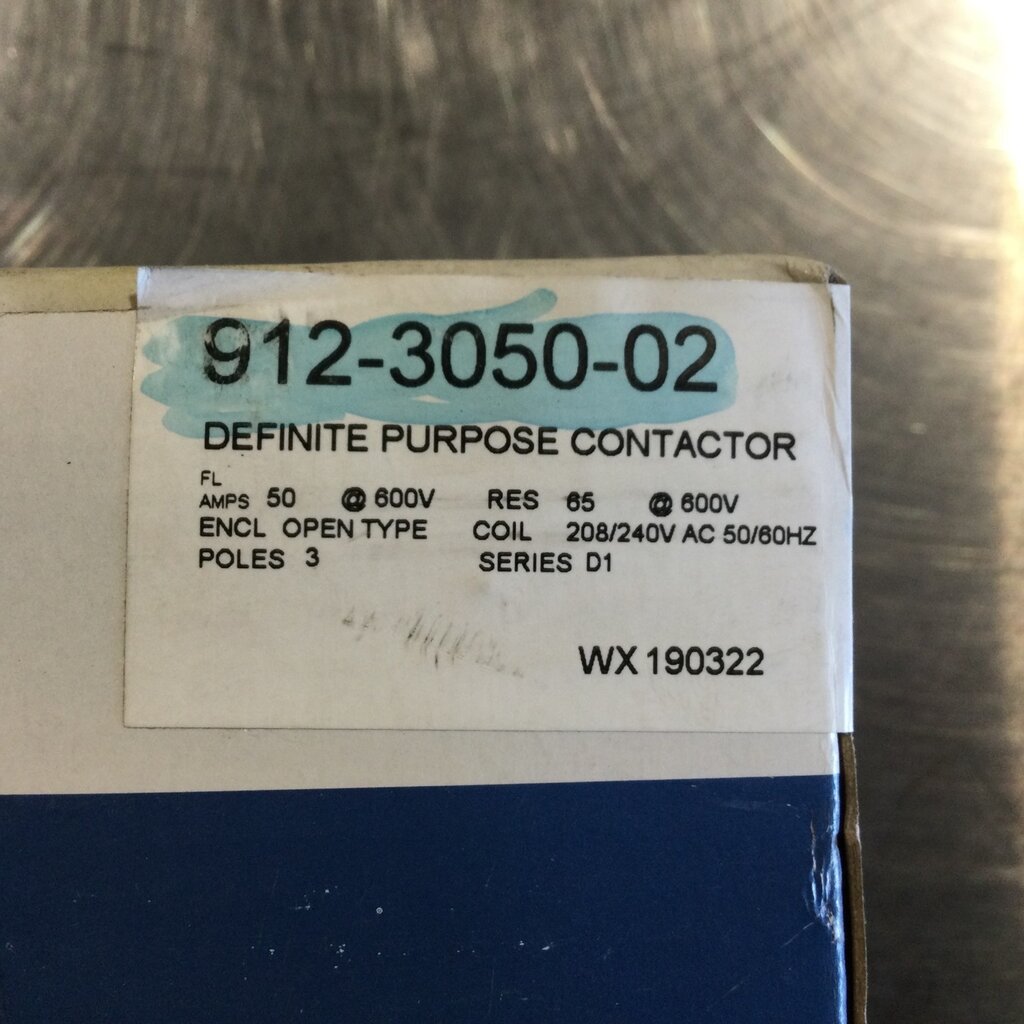 912-3050-02
DEFINITE PURPOSE CONTACTOR
FL
AMPS 50 @ 600V RES 65 @ 600V
ENCL OPEN TYPE COIL 208/240V AC 50/60HZ
POLES 3 SERIES D1
WX 190322